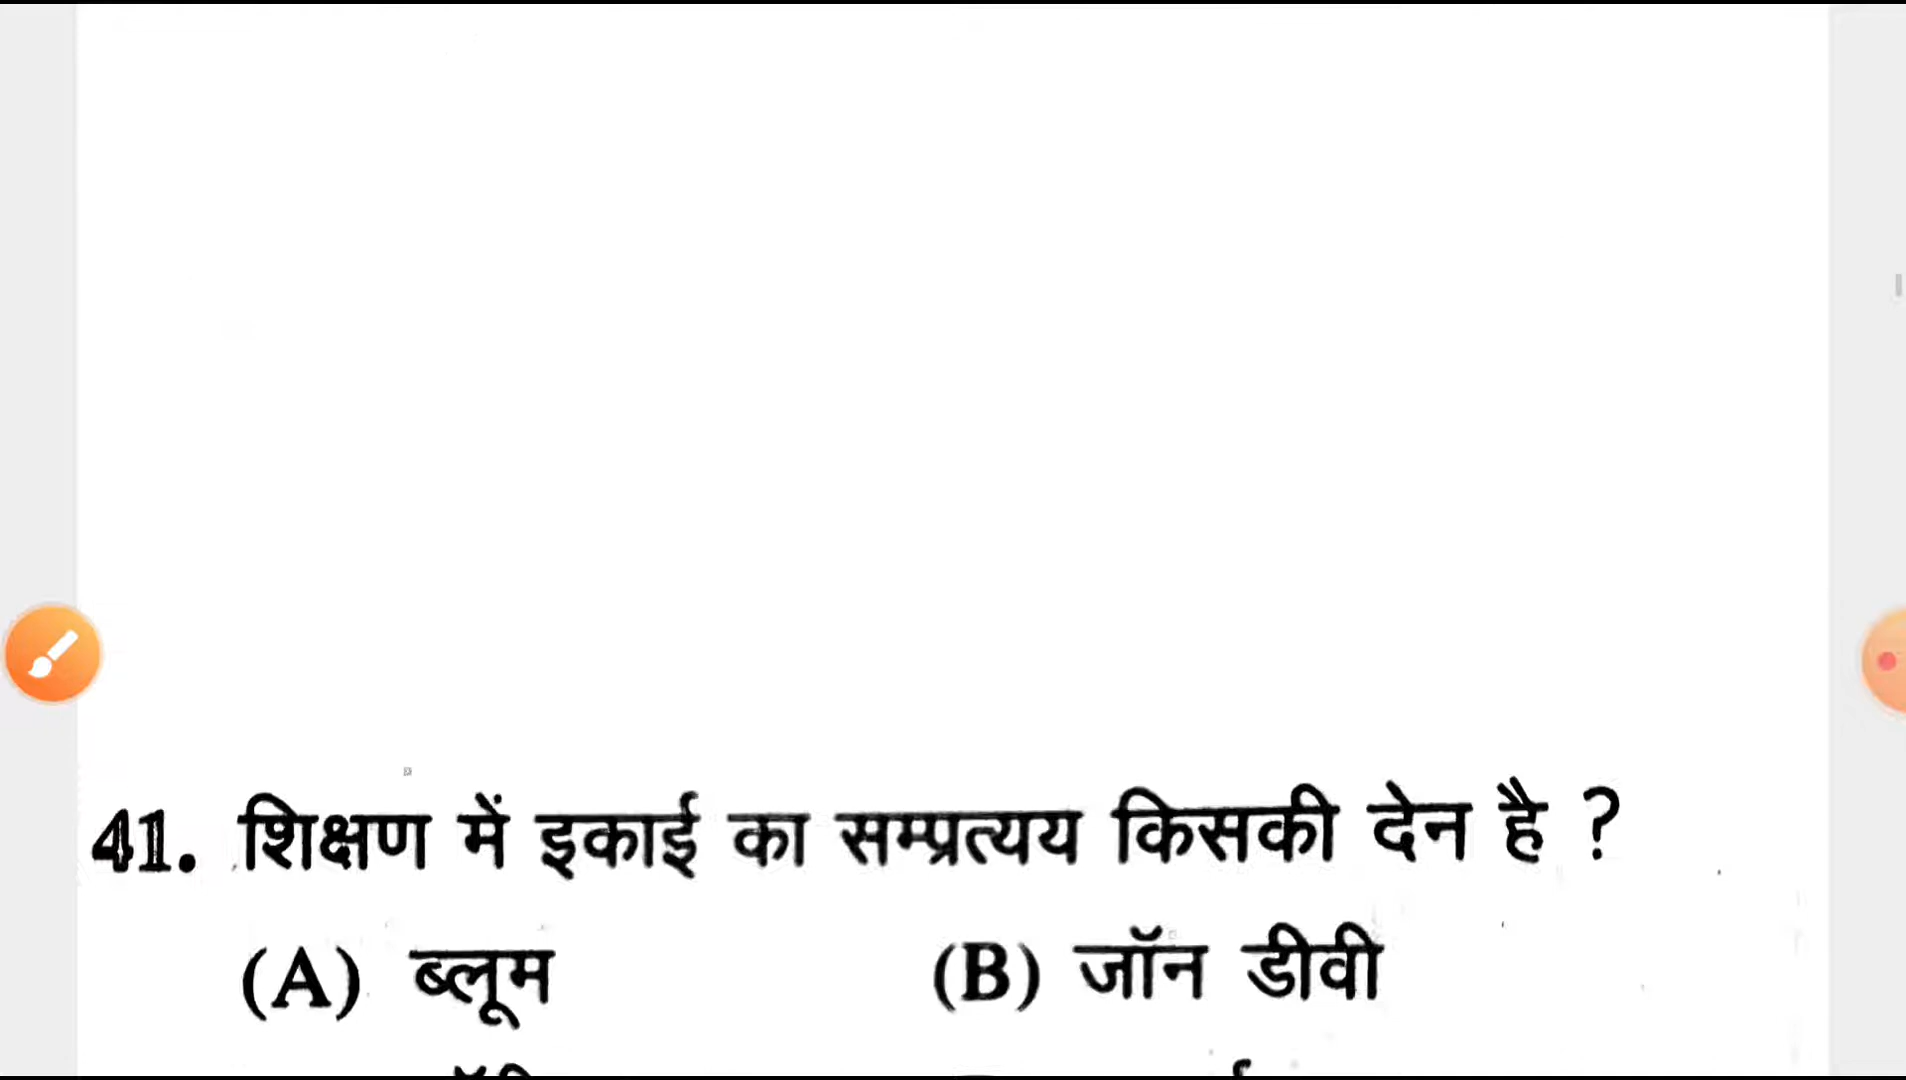 41. शिक्षण में इकाई का सम्प्रत्यय किसकी देन है ?
(A) ब्लूम (B) जॉन डीवी